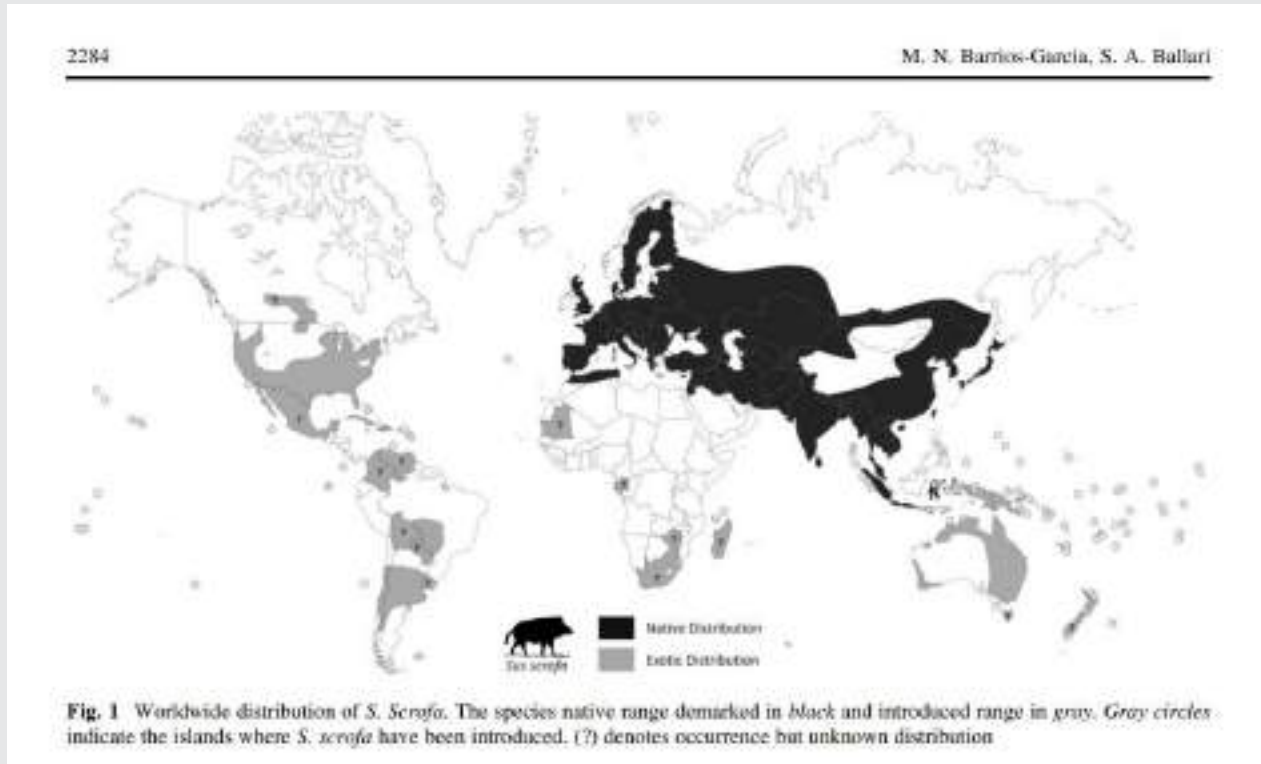 2284
M. N. Barrios-Garcia, S. A. Ballari
Sus scrofa
Native Distribution
Exotic Distribution
Fig. 1 Worldwide distribution of S. Scrofa. The species native range demarked in black and introduced range in gray. Gray circles
indicate the islands where S. scrofa have been introduced. (?) denotes occurrence but unknown distribution